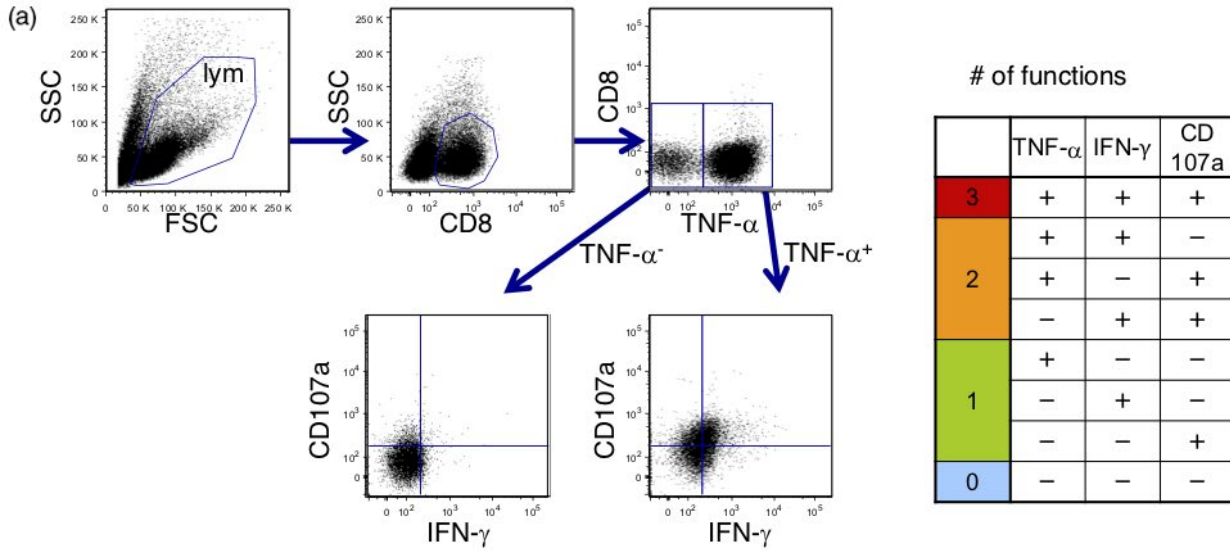 (a)
SSC
250 K
200 K
150 K
100 K
50 K
0
lym
0 50 K 100 K 150 K 200 K 250 K
FSC
SSC
250 K
200 K
150 K
100 K
50 K
0
0 10² 10³ 10⁴ 10⁵
CD8
CD8
10⁵
10⁴
10³
10²
0
0 10² 10³ 10⁴ 10⁵
TNF-α
TNF-α⁻
TNF-α⁺
CD107a
10⁵
10⁴
10³
10²
0
0 10² 10³ 10⁴ 10⁵
IFN-γ
CD107a
10⁵
10⁴
10³
10²
0
0 10² 10³ 10⁴ 10⁵
IFN-γ
# of functions
TNF-α IFN-γ CD
107a
3 + + +
+ + –
2 + – +
– + +
+ – –
1 – + –
– – +
0 – – –